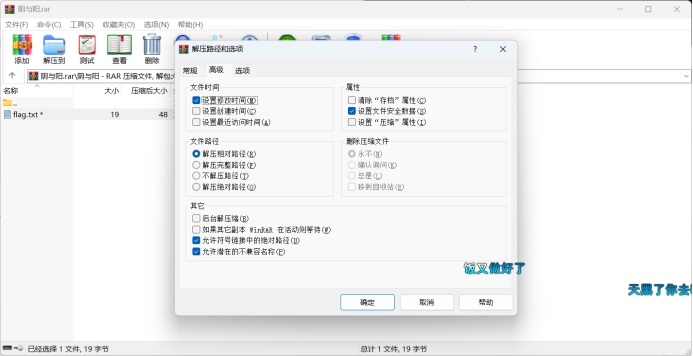 阴与阳.rar
文件(F) 命令(C) 工具(S) 收藏夹(O) 选项(N) 帮助(H)
添加 解压到 测试 查看 删除
阴与阳.rar\阴与阳 - RAR 压缩文件, 解包大
名称 大小 压缩后大小
..
flag.txt * 19 48
解压路径和选项
常规 高级 选项
文件时间
设置修改时间(M)
设置创建时间(C)
设置最近访问时间(A)
属性
清除“存档”属性(C)
设置文件安全数据(S)
设置“压缩”属性(I)
文件路径
解压相对路径(R)
解压完整路径(F)
不解压路径(T)
解压绝对路径(O)
删除压缩文件
永不(N)
确认询问(K)
总是(L)
移到回收站(E)
其它
后台解压缩(B)
如果其它副本 WinRAR 在活动则等待(W)
允许符号链接中的绝对路径(U)
允许潜在的不兼容名称(P)
饭又做好了
天黑了你去
确定 取消 帮助
已经选择 1 文件, 19 字节 总计 1 文件, 19 字节